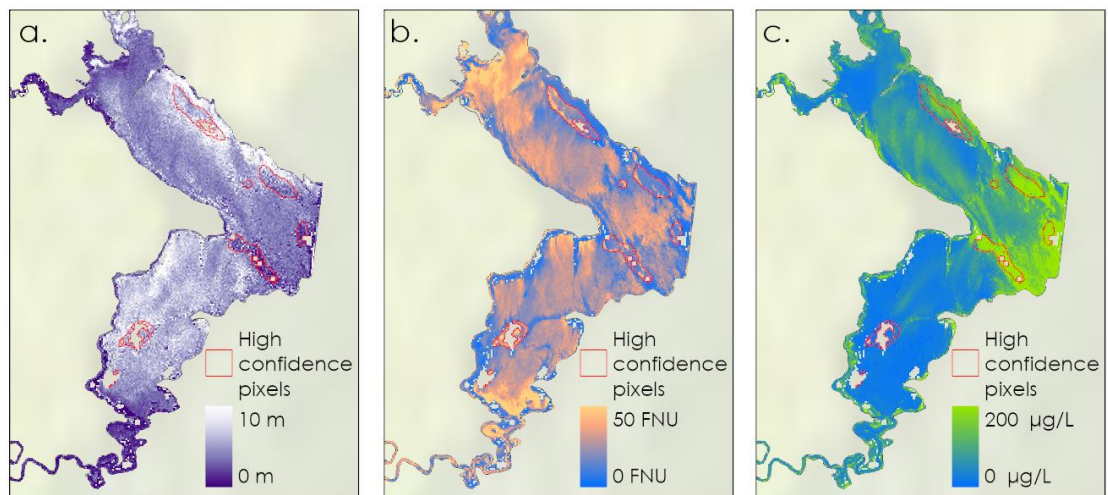 a.
High
confidence
pixels
10 m
0 m
b.
High
confidence
pixels
50 FNU
0 FNU
c.
High
confidence
pixels
200 µg/L
0 µg/L